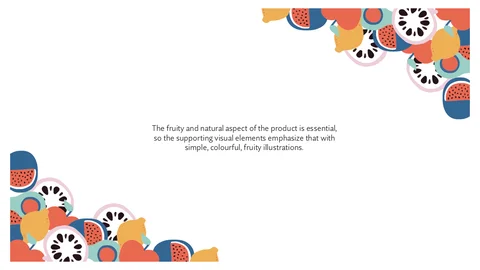 The fruity and natural aspect of the product is essential,
so the supporting visual elements emphasize that with
simple, colourful, fruity illustrations.